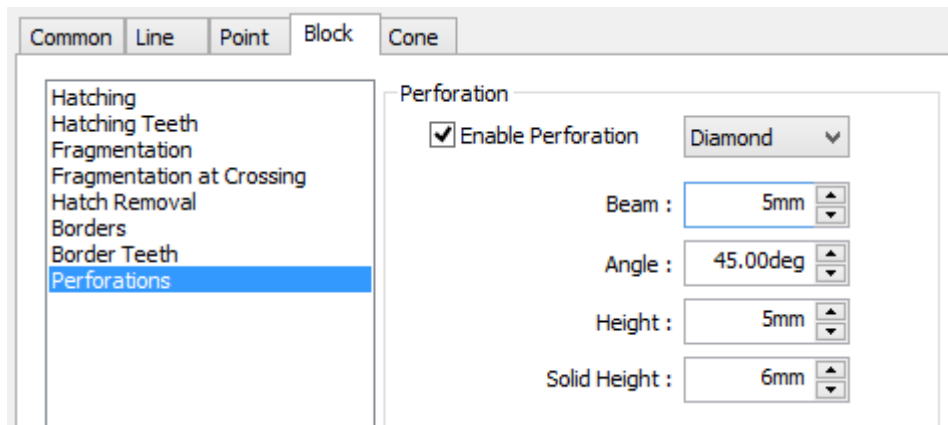 Common Line Point Block Cone
Hatching
Hatching Teeth
Fragmentation
Fragmentation at Crossing
Hatch Removal
Borders
Border Teeth
Perforations
Perforation
Enable Perforation Diamond
Beam : 5mm
Angle : 45.00deg
Height : 5mm
Solid Height : 6mm